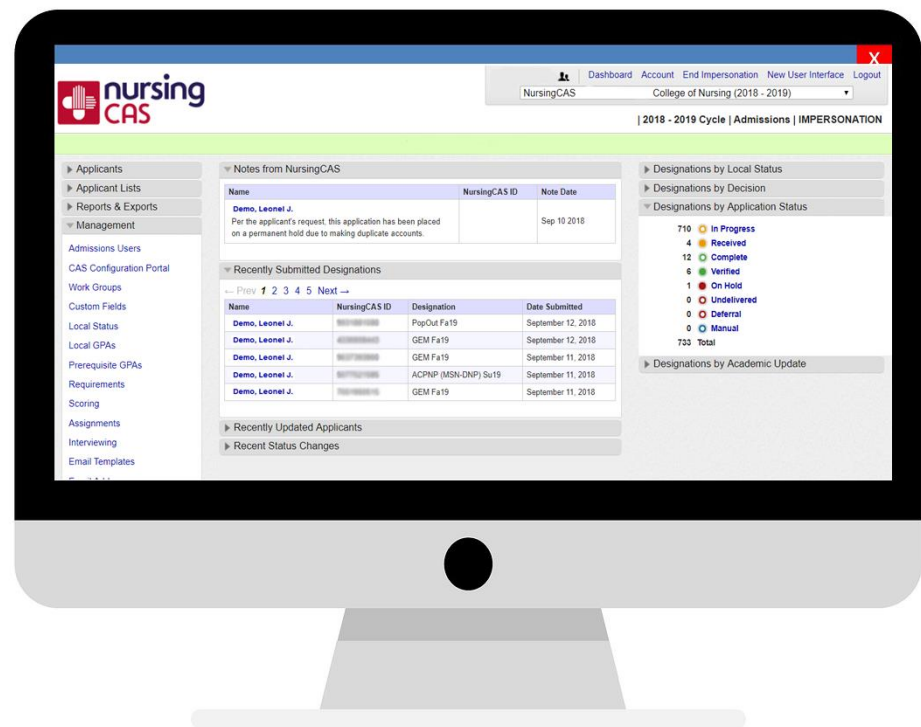 X
nursing
CAS
Dashboard Account End Impersonation New User Interface Logout
NursingCAS College of Nursing (2018 - 2019)
| 2018 - 2019 Cycle | Admissions | IMPERSONATION
Applicants
Applicant Lists
Reports & Exports
Management
Admissions Users
CAS Configuration Portal
Work Groups
Custom Fields
Local Status
Local GPAs
Prerequisite GPAs
Requirements
Scoring
Assignments
Interviewing
Email Templates
Notes from NursingCAS
Name NursingCAS ID Note Date
Demo, Leonel J.
Per the applicant's request, this application has been placed
on a permanent hold due to making duplicate accounts.
Sep 10 2018
Recently Submitted Designations
← Prev 1 2 3 4 5 Next →
Name NursingCAS ID Designation Date Submitted
Demo, Leonel J. PopOut Fa19 September 12, 2018
Demo, Leonel J. GEM Fa19 September 12, 2018
Demo, Leonel J. GEM Fa19 September 11, 2018
Demo, Leonel J. ACPNP (MSN-DNP) Su19 September 11, 2018
Demo, Leonel J. GEM Fa19 September 11, 2018
Recently Updated Applicants
Recent Status Changes
Designations by Local Status
Designations by Decision
Designations by Application Status
710 In Progress
4 Received
12 Complete
6 Verified
1 On Hold
0 Undelivered
0 Deferral
0 Manual
733 Total
Designations by Academic Update